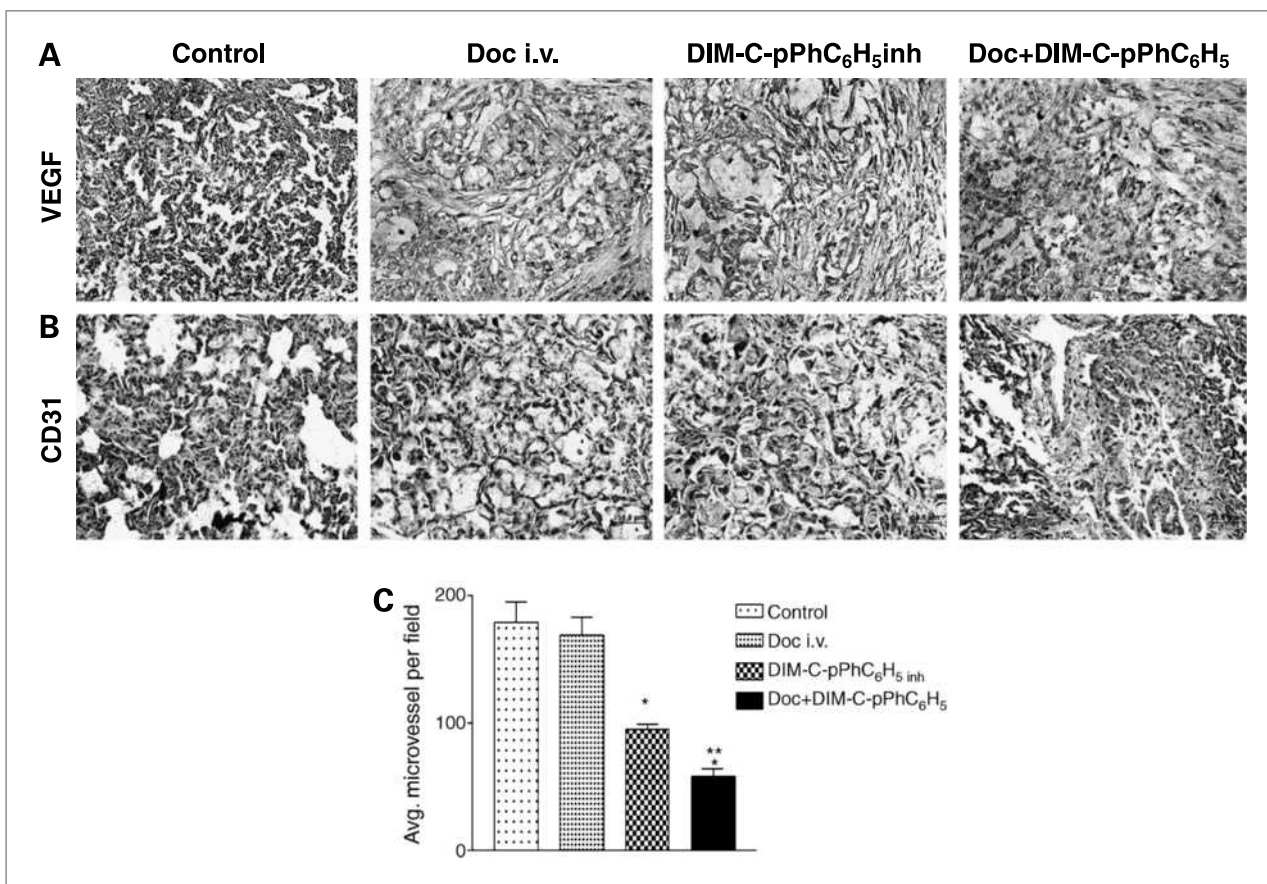 A
Control
Doc i.v.
DIM-C-pPhC₆H₅inh
Doc+DIM-C-pPhC₆H₅
VEGF
B
CD31
C
Avg. microvessel per field
200
100
0
*
**
*
Control
Doc i.v.
DIM-C-pPhC₆H₅ inh
Doc+DIM-C-pPhC₆H₅